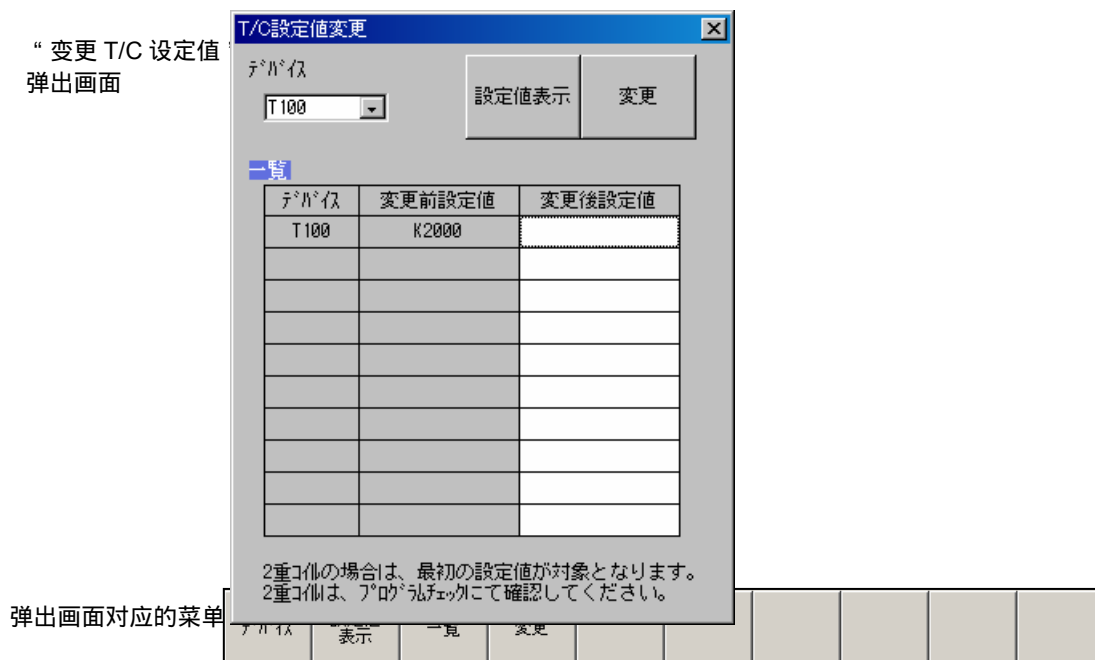 T/C設定値変更
“ 变更 T/C 设定值
弹出画面
ﾃﾞﾊﾞｲｽ
T100
設定値表示
変更
一覧
ﾃﾞﾊﾞｲｽ 変更前設定値 変更後設定値
T100 K2000
2重ｺｲﾙの場合は、最初の設定値が対象となります。
2重ｺｲﾙは、ﾌﾟﾛｸﾞﾗﾑﾁｪｯｸにて確認してください。
弹出画面对应的菜单
ﾃﾞﾊﾞｲｽ 表示 一覧 変更